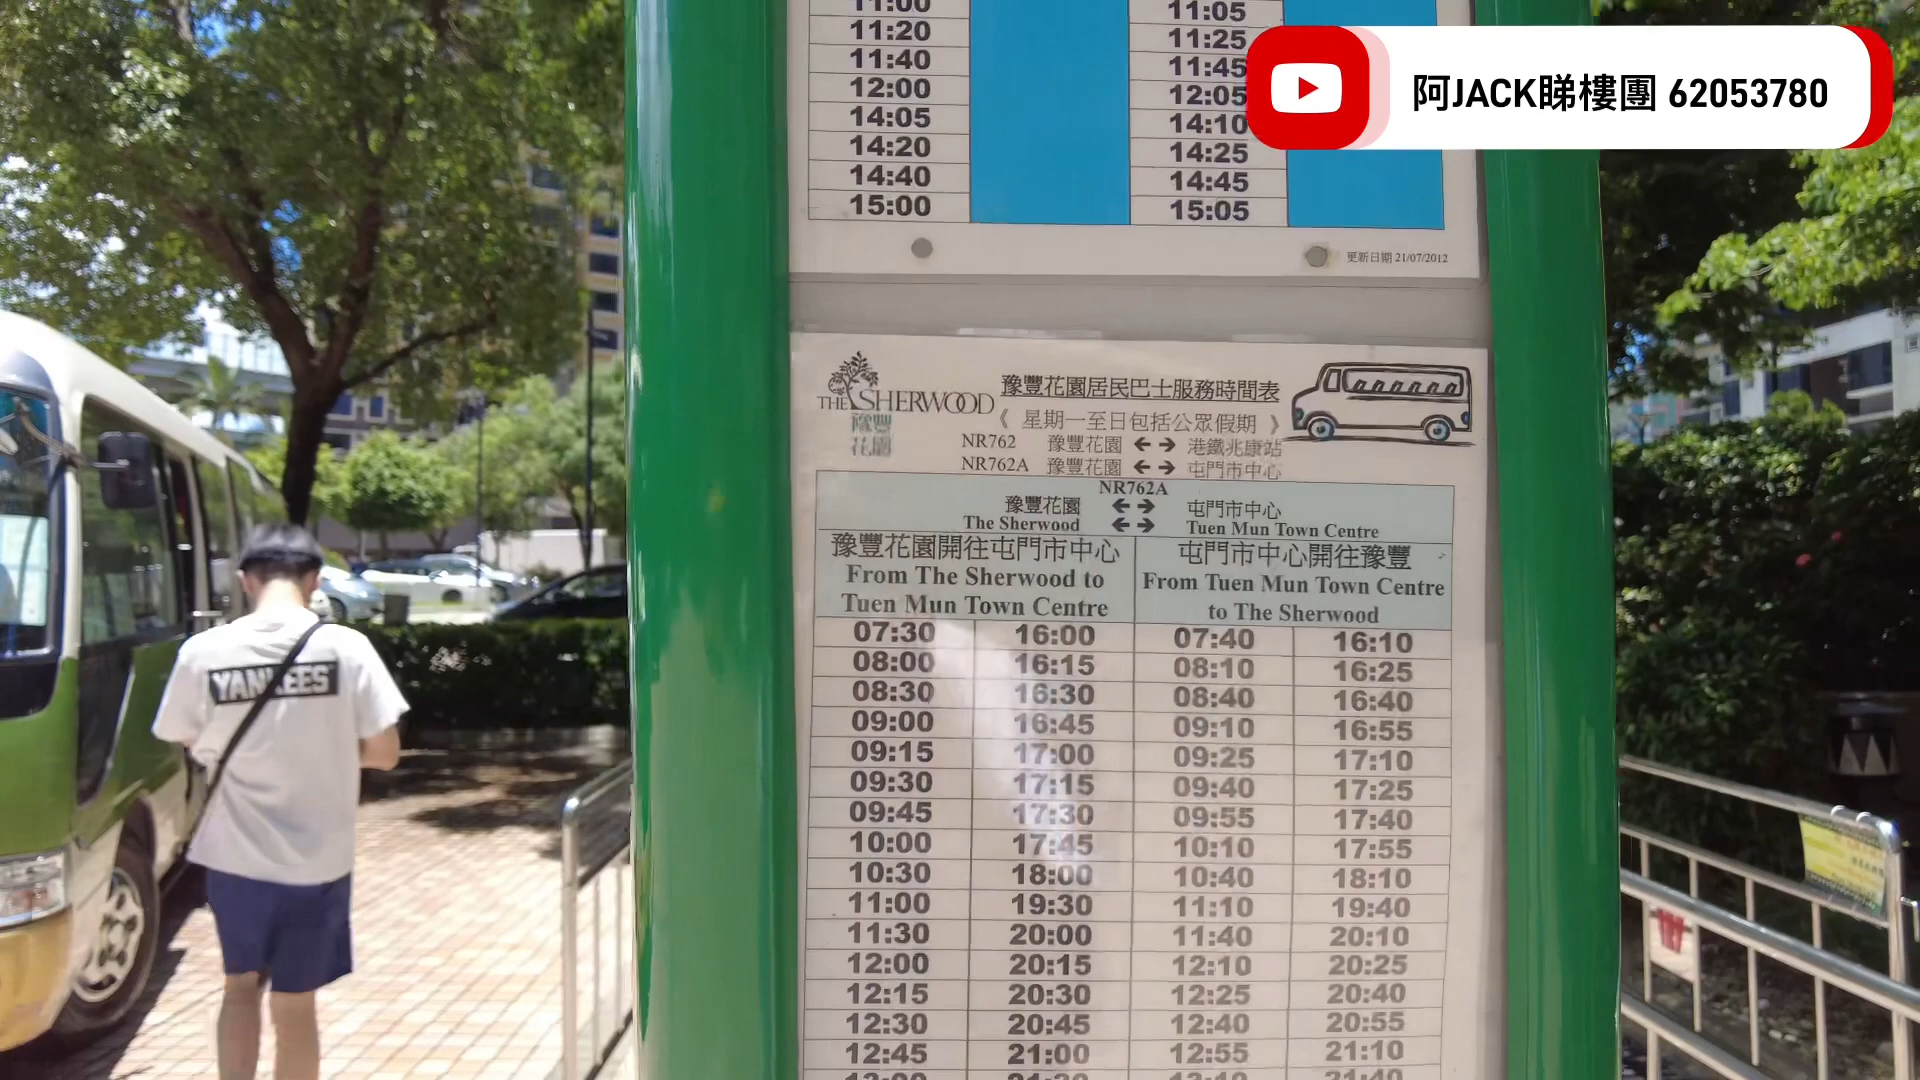 阿JACK睇樓團 62053780
11:00 11:05
11:20 11:25
11:40 11:45
12:00 12:05
14:05 14:10
14:20 14:25
14:40 14:45
15:00 15:05
更新日期 21/07/2012
THE SHERWOOD
豫豐
花園
豫豐花園居民巴士服務時間表
《 星期一至日包括公眾假期 》
NR762 豫豐花園 ←→ 港鐵兆康站
NR762A 豫豐花園 ←→ 屯門市中心
NR762A
豫豐花園 ←→ 屯門市中心
The Sherwood ←→ Tuen Mun Town Centre
豫豐花園開往屯門市中心
From The Sherwood to
Tuen Mun Town Centre
屯門市中心開往豫豐
From Tuen Mun Town Centre
to The Sherwood
07:30 16:00 07:40 16:10
08:00 16:15 08:10 16:25
08:30 16:30 08:40 16:40
09:00 16:45 09:10 16:55
09:15 17:00 09:25 17:10
09:30 17:15 09:40 17:25
09:45 17:30 09:55 17:40
10:00 17:45 10:10 17:55
10:30 18:00 10:40 18:10
11:00 19:30 11:10 19:40
11:30 20:00 11:40 20:10
12:00 20:15 12:10 20:25
12:15 20:30 12:25 20:40
12:30 20:45 12:40 20:55
12:45 21:00 12:55 21:10
YANKEES